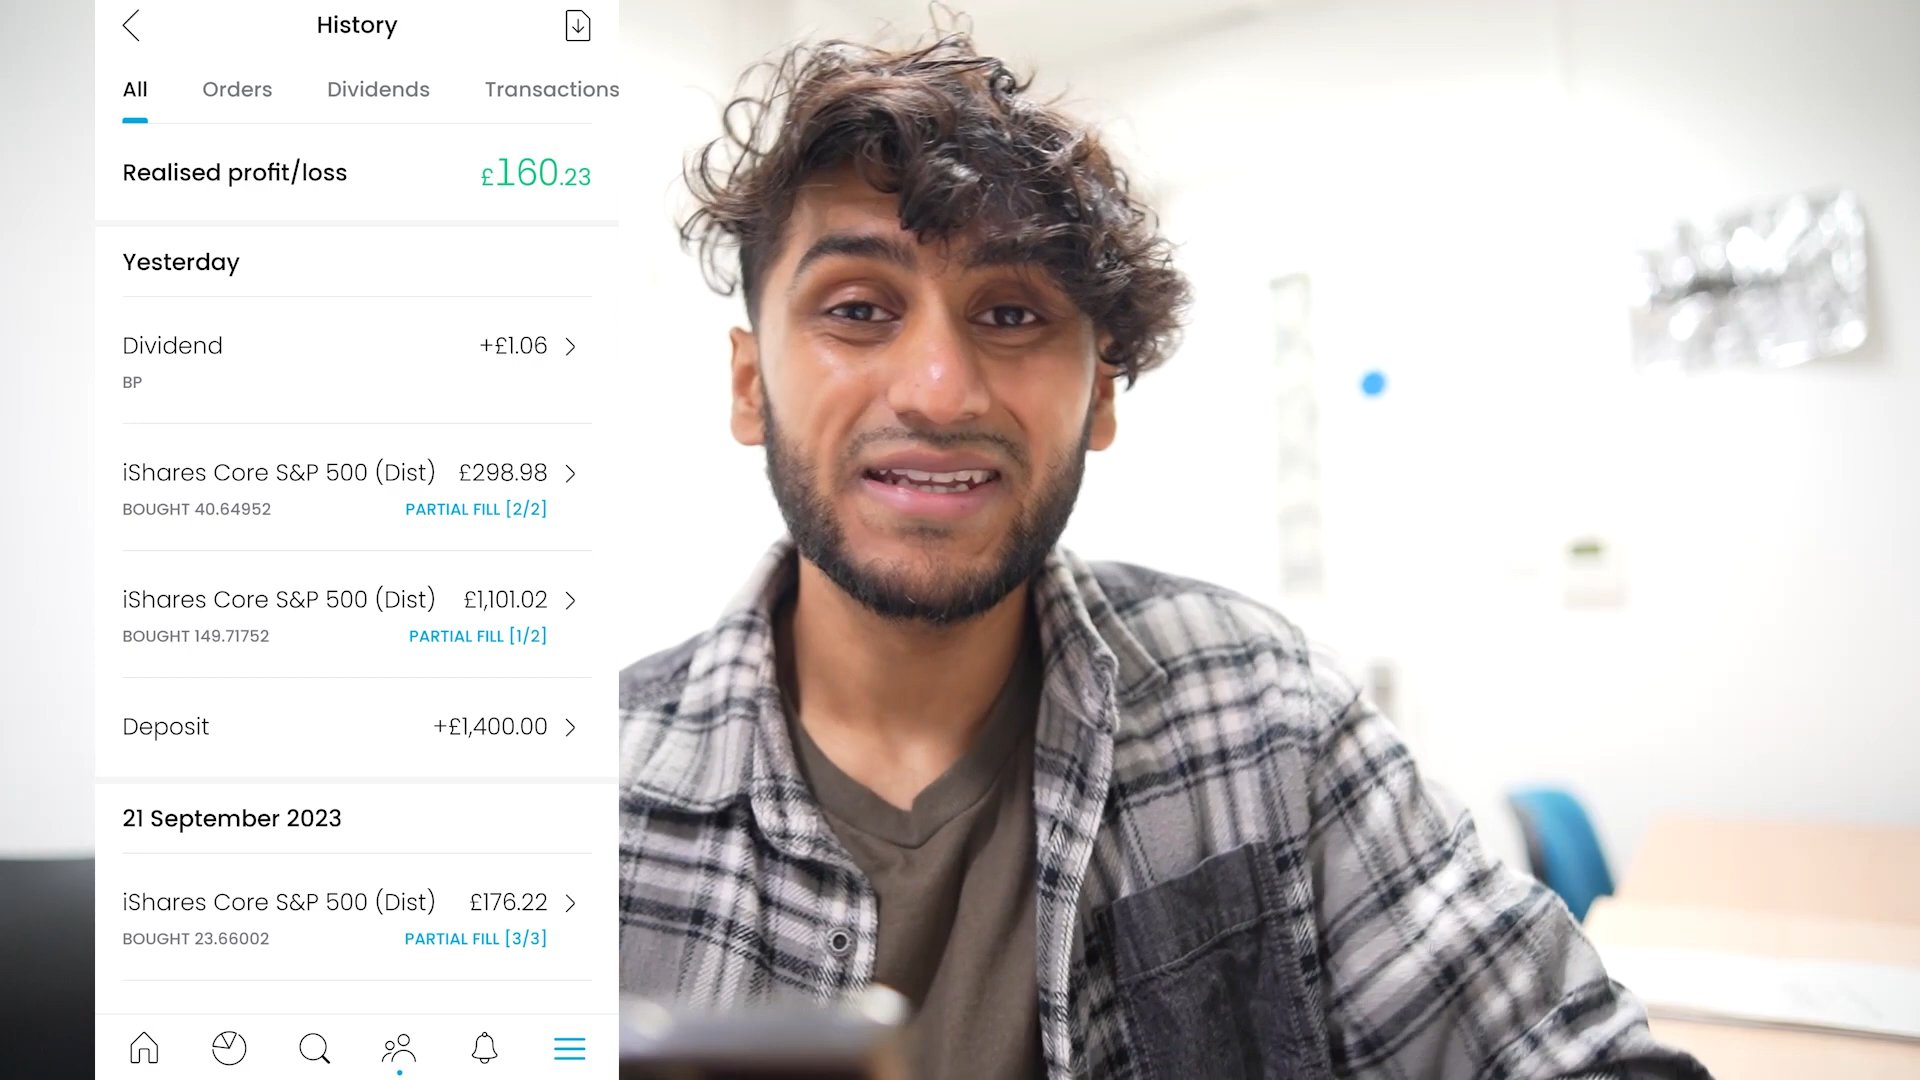 History
All Orders Dividends Transactions
Realised profit/loss £160.23
Yesterday
Dividend +£1.06
BP
iShares Core S&P 500 (Dist) £298.98
BOUGHT 40.64952 PARTIAL FILL [2/2]
iShares Core S&P 500 (Dist) £1,101.02
BOUGHT 149.71752 PARTIAL FILL [1/2]
Deposit +£1,400.00
21 September 2023
iShares Core S&P 500 (Dist) £176.22
BOUGHT 23.66002 PARTIAL FILL [3/3]